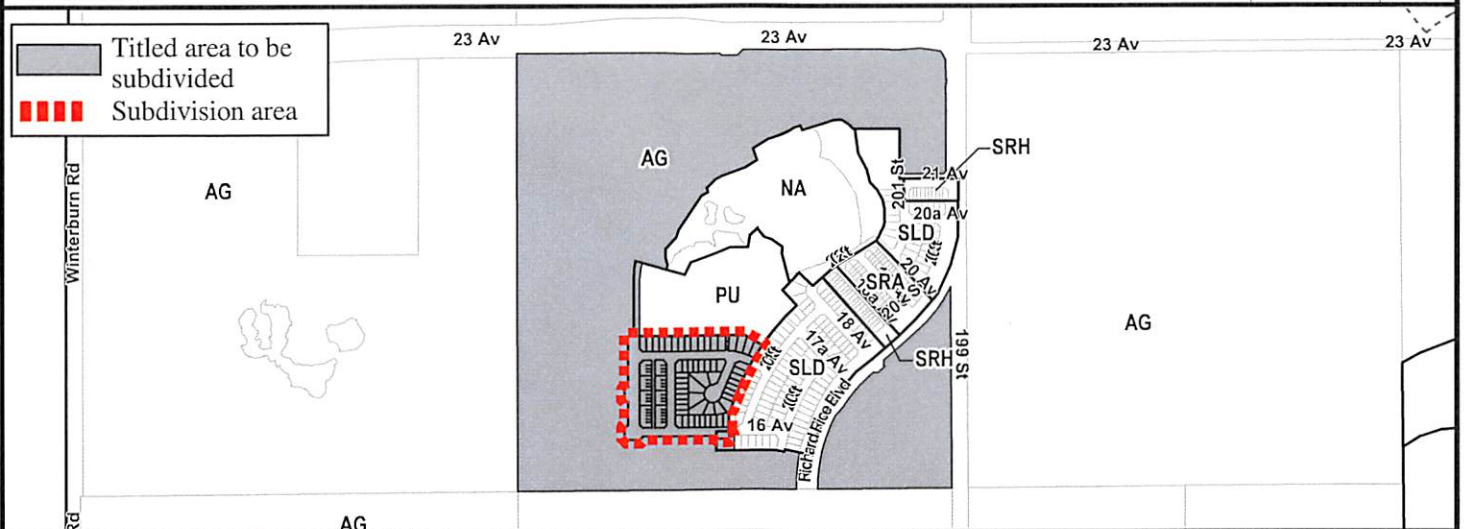 Titled area to be
subdivided
Subdivision area
23 Av
23 Av
23 Av
23 Av
Winterburn Rd
AG
AG
NA
SRH
201 St
21 Av
20a Av
SLD
20 Av
SRA
PU
18 Av
17a Av
SLD
SRH
199 St
AG
16 Av
Richard Rice Blvd
Rd
AG